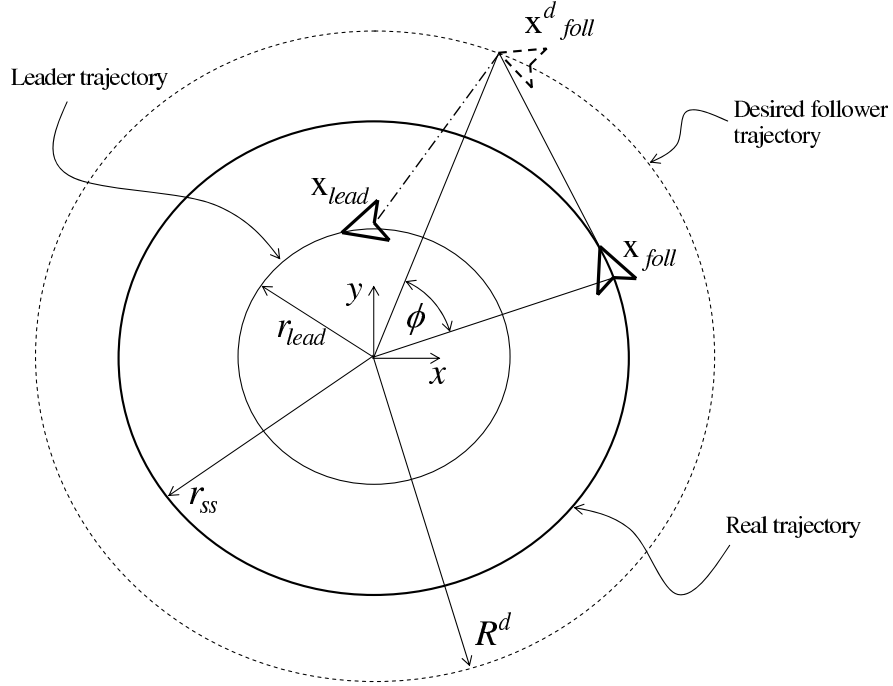 x^d_foll
Leader trajectory
Desired follower
trajectory
x_lead
x_foll
y
ϕ
r_lead
x
r_ss
Real trajectory
R^d